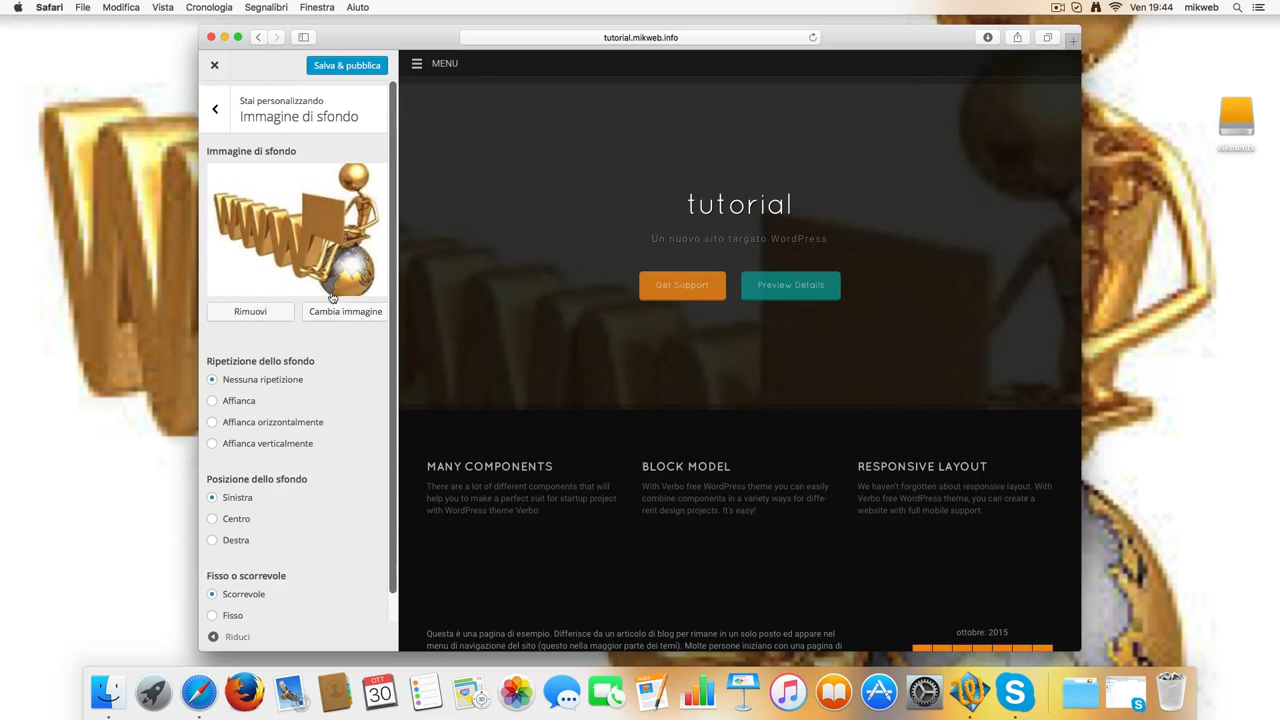 Safari File Modifica Vista Cronologia Segnalibri Finestra Aiuto Ven 19:44 mikweb
tutorial.mikweb.info
Salva & pubblica
MENU
Stai personalizzando
Immagine di sfondo
Immagine di sfondo
Rimuovi
Cambia immagine
Ripetizione dello sfondo
Nessuna ripetizione
Affianca
Affianca orizzontalmente
Affianca verticalmente
Posizione dello sfondo
Sinistra
Centro
Destra
Fisso o scorrevole
Scorrevole
Fisso
Riduci
tutorial
Un nuovo sito targato WordPress
Get Support
Preview Details
MANY COMPONENTS
There are a lot of different components that will
help you to make a perfect suit for startup project
with WordPress theme Verbo.
BLOCK MODEL
With Verbo free WordPress theme you can easily
combine components in a variety ways for diffe-
rent design projects. It's easy!
RESPONSIVE LAYOUT
We haven't forgotten about responsive layout. With
Verbo free WordPress theme, you can create a
website with full mobile support.
Questa è una pagina di esempio. Differisce da un articolo di blog per rimane in un solo posto ed appare nel
menu di navigazione del sito (questo nella maggior parte dei temi). Molte persone iniziano con una pagina di
ottobre: 2015
elements
OTT
30